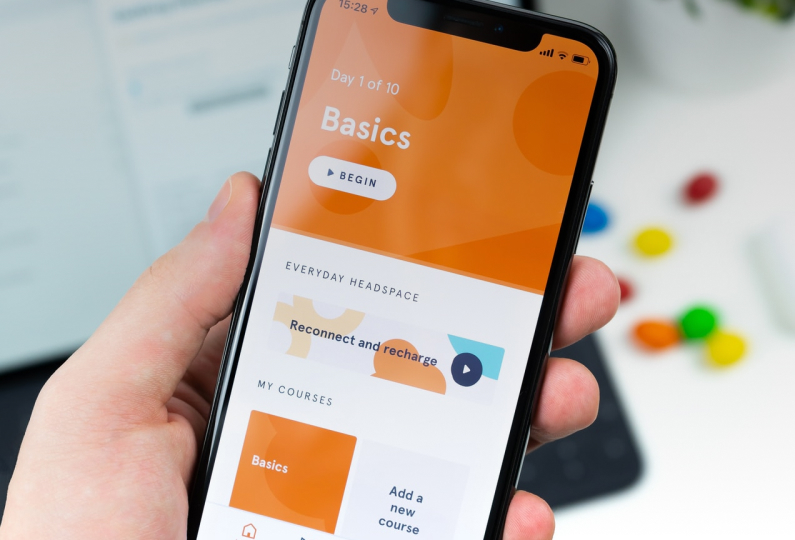 15:28
Day 1 of 10
Basics
BEGIN
EVERYDAY HEADSPACE
Reconnect and recharge
MY COURSES
Basics
Add a
new
course